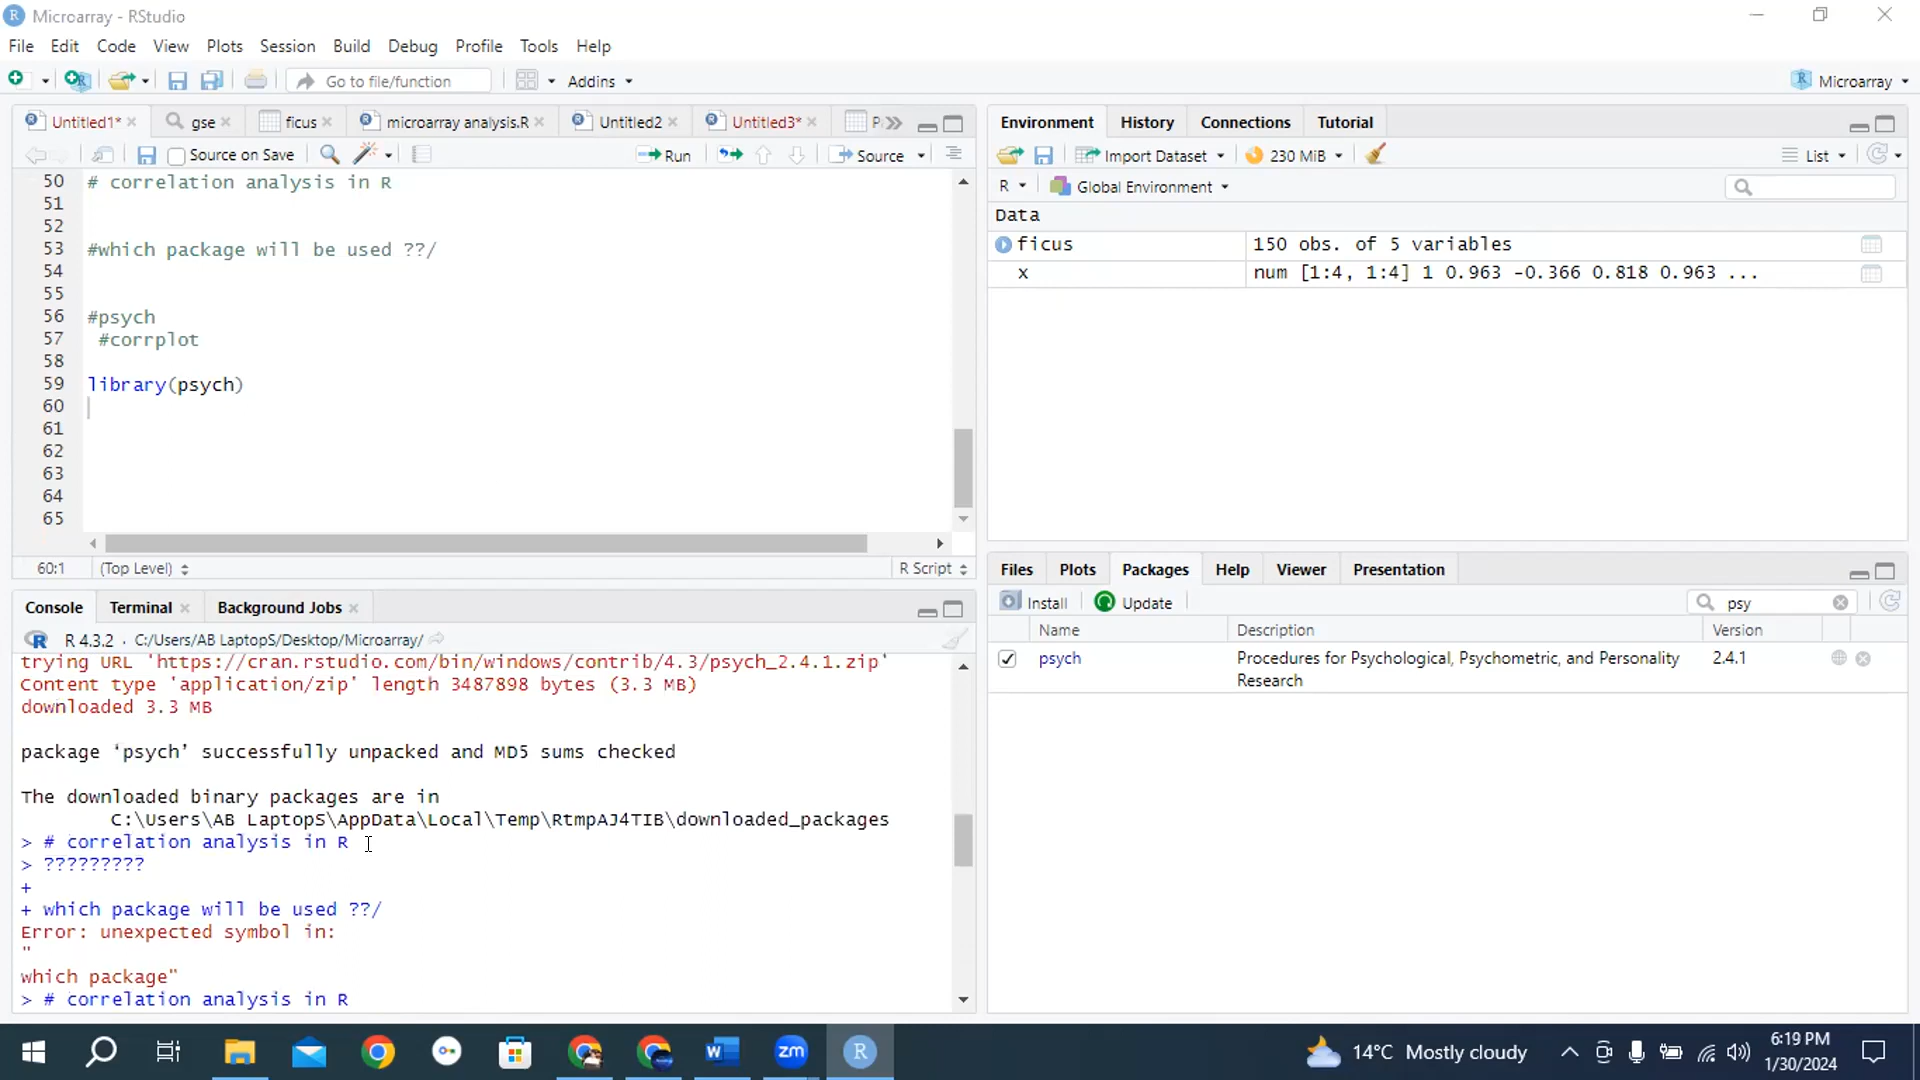 Microarray - RStudio
File Edit Code View Plots Session Build Debug Profile Tools Help
Go to file/function Addins Microarray
Untitled1* gse ficus microarray analysis.R Untitled2 Untitled3*
Source on Save Run Source
50 # correlation analysis in R
51
52
53 #which package will be used ??/
54
55
56 #psych
57 #corrplot
58
59 library(psych)
60
61
62
63
64
65
60:1 (Top Level) R Script
Console Terminal Background Jobs
R 4.3.2 · C:/Users/AB LaptopS/Desktop/Microarray/
trying URL 'https://cran.rstudio.com/bin/windows/contrib/4.3/psych_2.4.1.zip'
Content type 'application/zip' length 3487898 bytes (3.3 MB)
downloaded 3.3 MB
package ‘psych’ successfully unpacked and MD5 sums checked
The downloaded binary packages are in
C:\Users\AB LaptopS\AppData\Local\Temp\RtmpAJ4TIB\downloaded_packages
> # correlation analysis in R
> ?????????
+
+ which package will be used ??/
Error: unexpected symbol in:
"
which package"
> # correlation analysis in R
Environment History Connections Tutorial
Import Dataset 230 MiB List
R Global Environment
Data
ficus 150 obs. of 5 variables
x num [1:4, 1:4] 1 0.963 -0.366 0.818 0.963 ...
Files Plots Packages Help Viewer Presentation
Install Update psy
Name Description Version
psych Procedures for Psychological, Psychometric, and Personality 2.4.1
Research
14°C Mostly cloudy 6:19 PM
1/30/2024